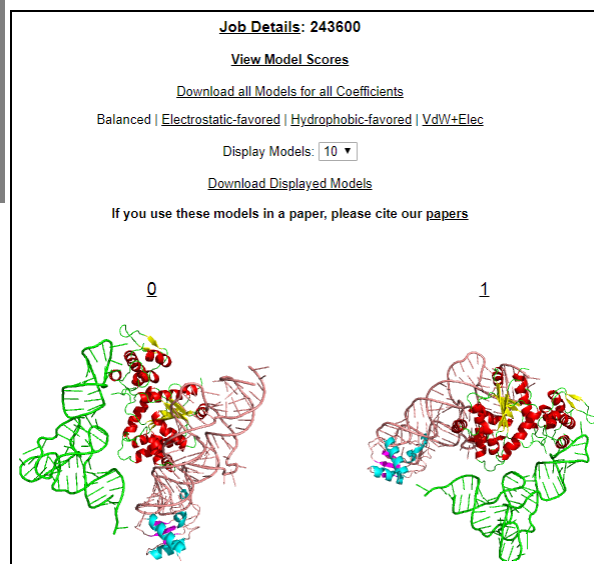 Job Details: 243600
View Model Scores
Download all Models for all Coefficients
Balanced | Electrostatic-favored | Hydrophobic-favored | VdW+Elec
Display Models: 10
Download Displayed Models
If you use these models in a paper, please cite our papers
0 1